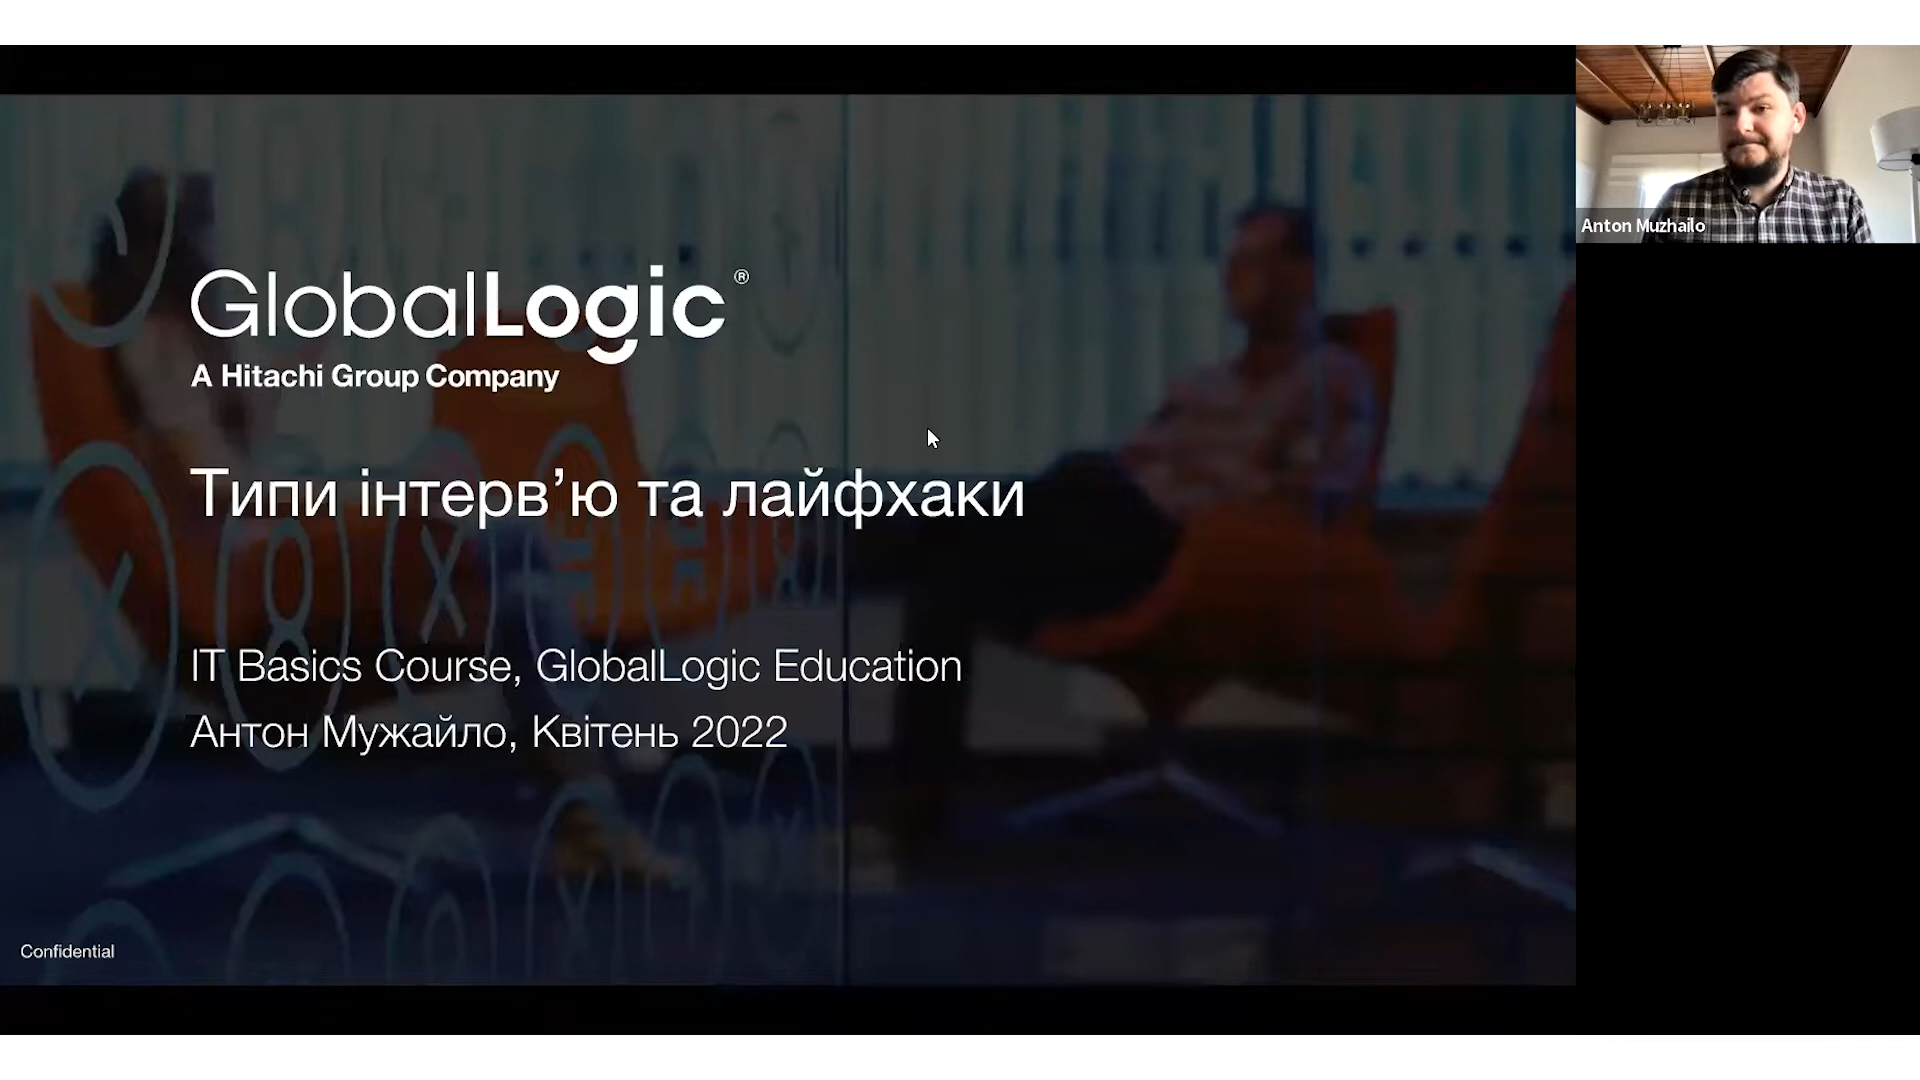 GlobalLogic®
A Hitachi Group Company
Типи інтерв’ю та лайфхаки
IT Basics Course, GlobalLogic Education
Антон Мужайло, Квітень 2022
Confidential
Anton Muzhailo